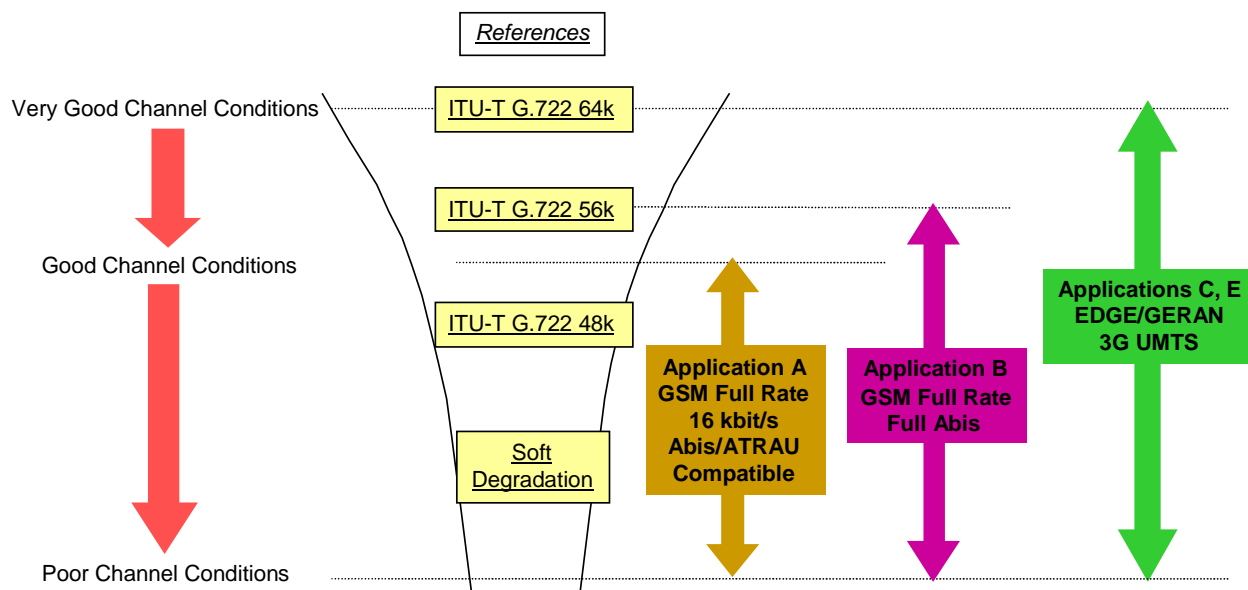 References
Very Good Channel Conditions
ITU-T G.722 64k
ITU-T G.722 56k
Good Channel Conditions
ITU-T G.722 48k
Soft
Degradation
Poor Channel Conditions
Application A
GSM Full Rate
16 kbit/s
Abis/ATRAU
Compatible
Application B
GSM Full Rate
Full Abis
Applications C, E
EDGE/GERAN
3G UMTS